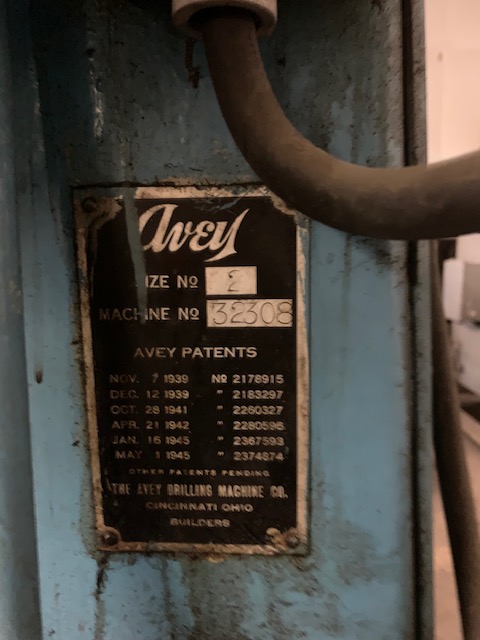 Avey
SIZE No 2
MACHINE No 32308
AVEY PATENTS
NOV. 7 1939 No 2178915
DEC. 12 1939 " 2183297
OCT. 28 1941 " 2260327
APR. 21 1942 " 2280596
JAN. 16 1945 " 2367593
MAY 1 1945 " 2374874
OTHER PATENTS PENDING
THE AVEY DRILLING MACHINE CO.
CINCINNATI OHIO
BUILDERS